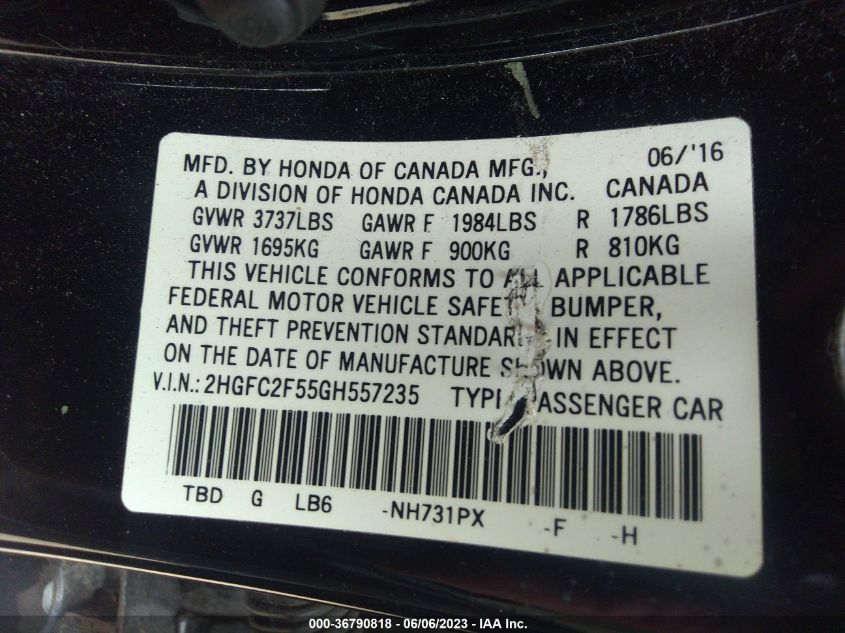 MFD. BY HONDA OF CANADA MFG., 06/'16
A DIVISION OF HONDA CANADA INC. CANADA
GVWR 3737LBS GAWR F 1984LBS R 1786LBS
GVWR 1695KG GAWR F 900KG R 810KG
THIS VEHICLE CONFORMS TO ALL APPLICABLE
FEDERAL MOTOR VEHICLE SAFETY BUMPER,
AND THEFT PREVENTION STANDARDS IN EFFECT
ON THE DATE OF MANUFACTURE SHOWN ABOVE.
V.I.N.: 2HGFC2F55GH557235 TYPE PASSENGER CAR
TBD G LB6 -NH731PX -F -H
000-36790818 - 06/06/2023 - IAA Inc.